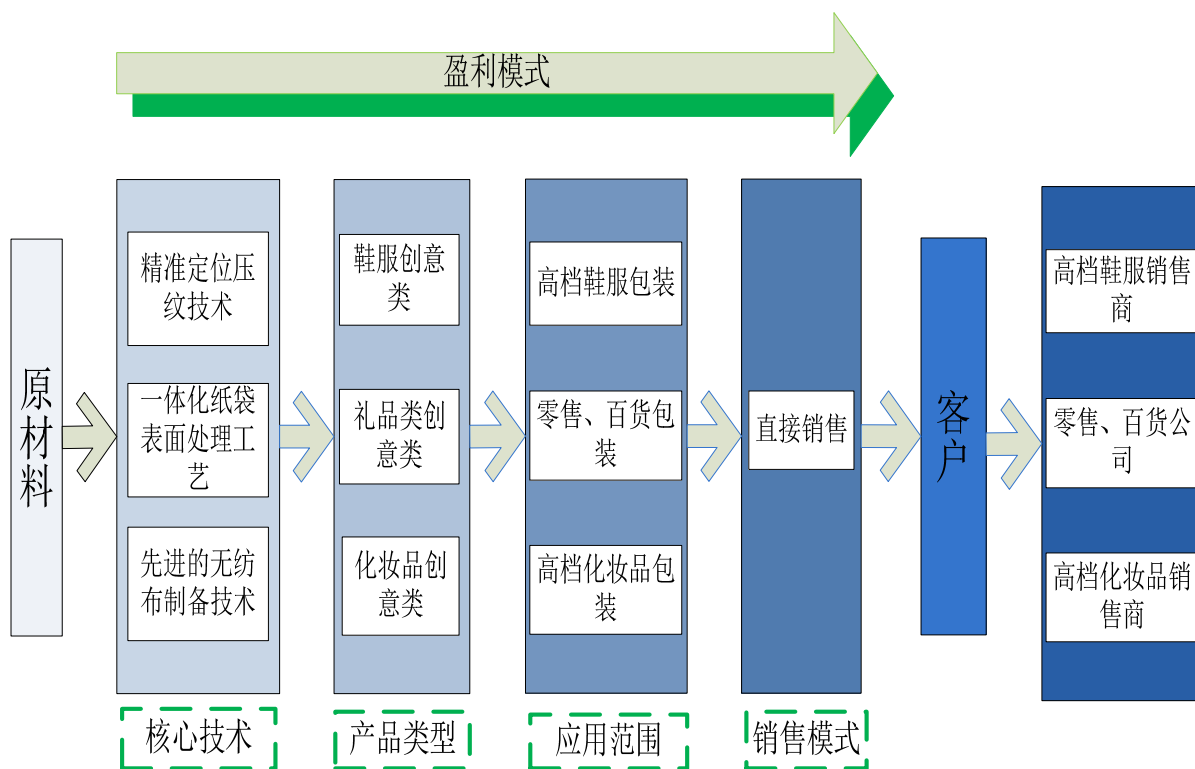 盈利模式
原
材
料
精准定位压
纹技术
一体化纸袋
表面处理工
艺
先进的无纺
布制备技术
核心技术
鞋服创意
类
礼品类创
意类
化妆品创
意类
产品类型
高档鞋服包装
零售、百货包
装
高档化妆品包
装
应用范围
直接销售
销售模式
客
户
高档鞋服销售
商
零售、百货公
司
高档化妆品销
售商